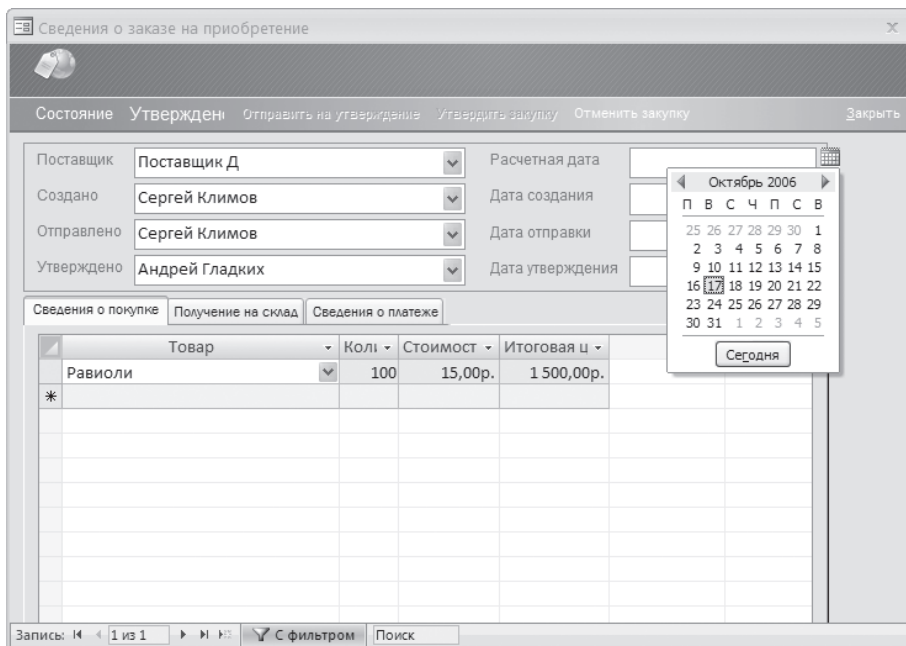 Сведения о заказе на приобретение
Состояние Утвержден Отправить на утверждение Утвердить закупку Отменить закупку Закрыть
Поставщик Поставщик Д Расчетная дата
Создано Сергей Климов Дата создания
Отправлено Сергей Климов Дата отправки
Утверждено Андрей Гладких Дата утверждения
Октябрь 2006
П В С Ч П С В
25 26 27 28 29 30 1
2 3 4 5 6 7 8
9 10 11 12 13 14 15
16 17 18 19 20 21 22
23 24 25 26 27 28 29
30 31 1 2 3 4 5
Сегодня
Сведения о покупке Получение на склад Сведения о платеже
Товар Коли Стоимост Итоговая ц
Равиоли 100 15,00р. 1 500,00р.
Запись: 1 из 1 С фильтром Поиск